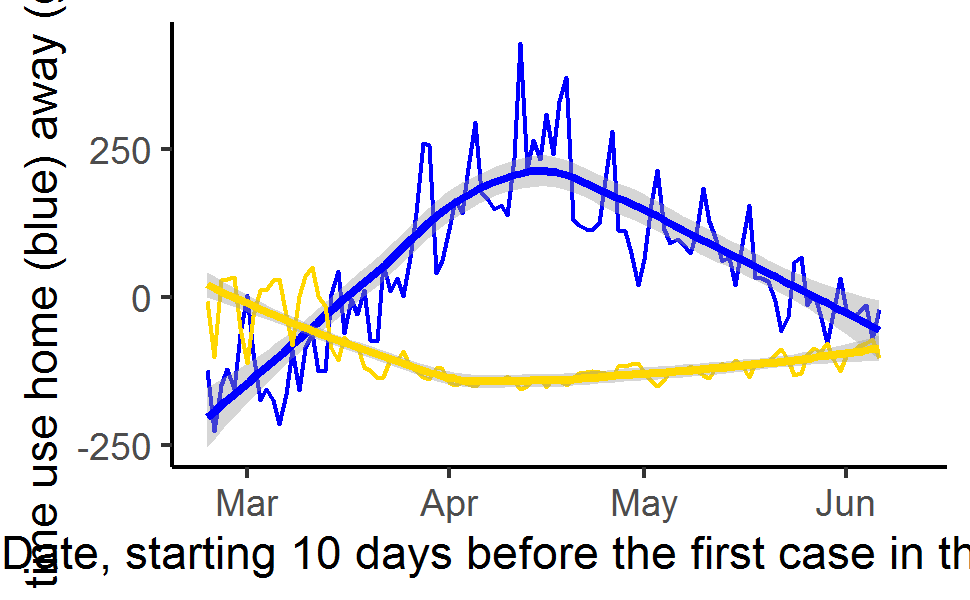 time use home (blue) away (
250
0
-250
Mar Apr May Jun
Date, starting 10 days before the first case in th